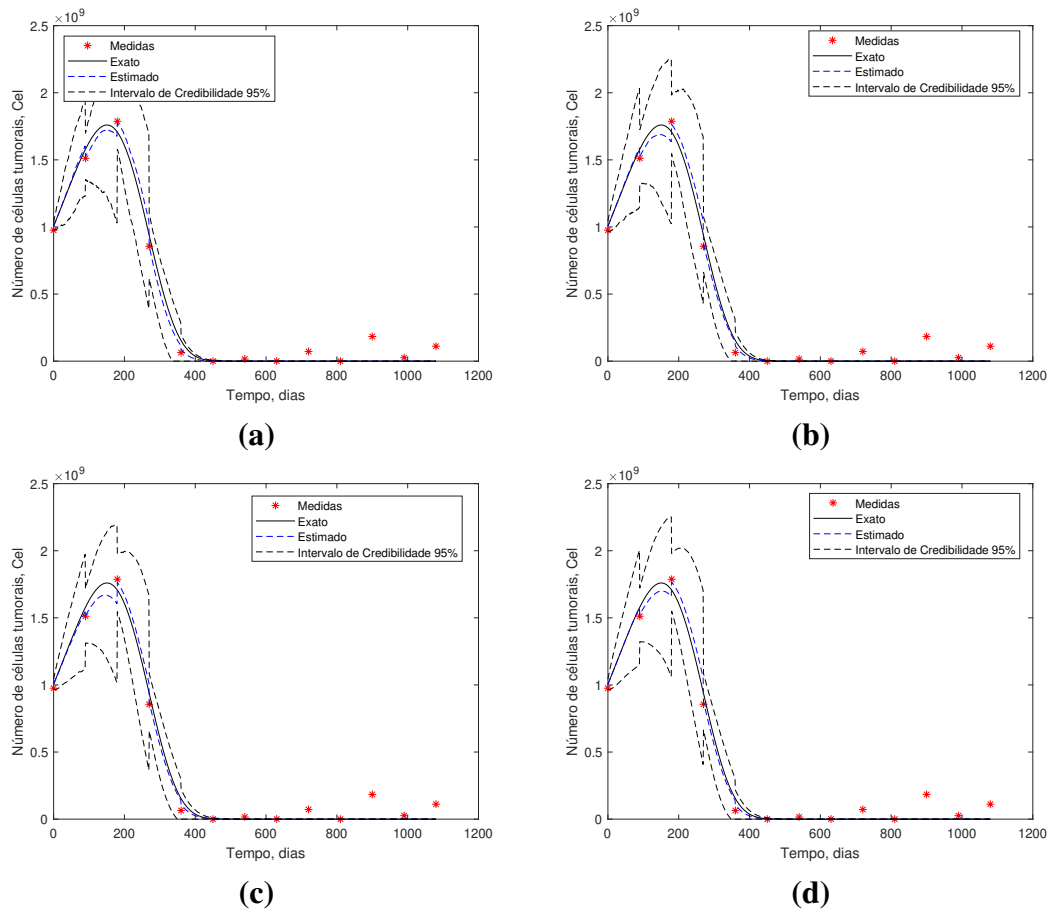 ×10^9
2.5
2
1.5
1
0.5
0
Número de células tumorais, Cel
Medidas
Exato
Estimado
Intervalo de Credibilidade 95%
0 200 400 600 800 1000 1200
Tempo, dias
(a)
×10^9
2.5
2
1.5
1
0.5
0
Número de células tumorais, Cel
Medidas
Exato
Estimado
Intervalo de Credibilidade 95%
0 200 400 600 800 1000 1200
Tempo, dias
(b)
×10^9
2.5
2
1.5
1
0.5
0
Número de células tumorais, Cel
Medidas
Exato
Estimado
Intervalo de Credibilidade 95%
0 200 400 600 800 1000 1200
Tempo, dias
(c)
×10^9
2.5
2
1.5
1
0.5
0
Número de células tumorais, Cel
Medidas
Exato
Estimado
Intervalo de Credibilidade 95%
0 200 400 600 800 1000 1200
Tempo, dias
(d)